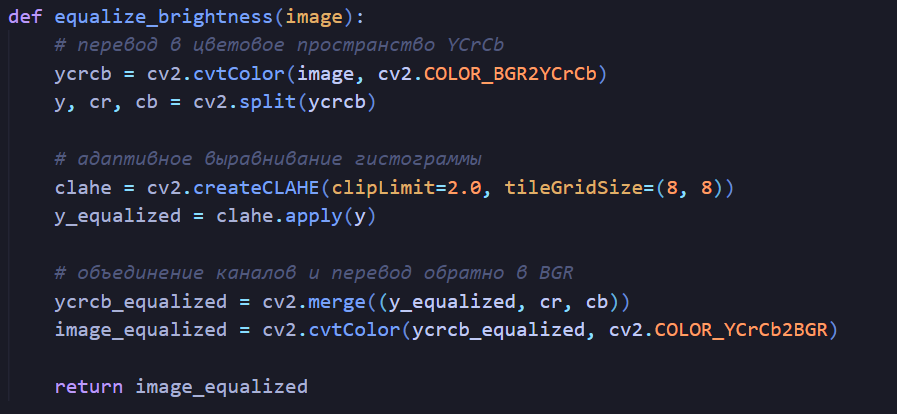 def equalize_brightness(image):
    # перевод в цветовое пространство YCrCb
    ycrcb = cv2.cvtColor(image, cv2.COLOR_BGR2YCrCb)
    y, cr, cb = cv2.split(ycrcb)

    # адаптивное выравнивание гистограммы
    clahe = cv2.createCLAHE(clipLimit=2.0, tileGridSize=(8, 8))
    y_equalized = clahe.apply(y)

    # объединение каналов и перевод обратно в BGR
    ycrcb_equalized = cv2.merge((y_equalized, cr, cb))
    image_equalized = cv2.cvtColor(ycrcb_equalized, cv2.COLOR_YCrCb2BGR)

    return image_equalized